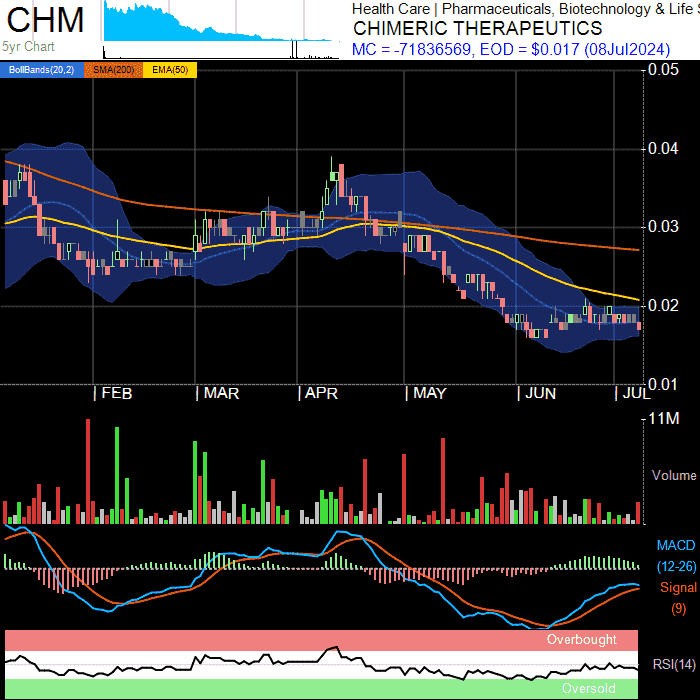 CHM
5yr Chart
Health Care | Pharmaceuticals, Biotechnology & Life S
CHIMERIC THERAPEUTICS
MC = -71836569, EOD = $0.017 (08Jul2024)
BollBands(20,2) SMA(200) EMA(50)
0.05
0.04
0.03
0.02
0.01
| FEB | MAR | APR | MAY | JUN | JUL
11M
Volume
MACD
(12-26)
Signal
(9)
Overbought
RSI(14)
Oversold